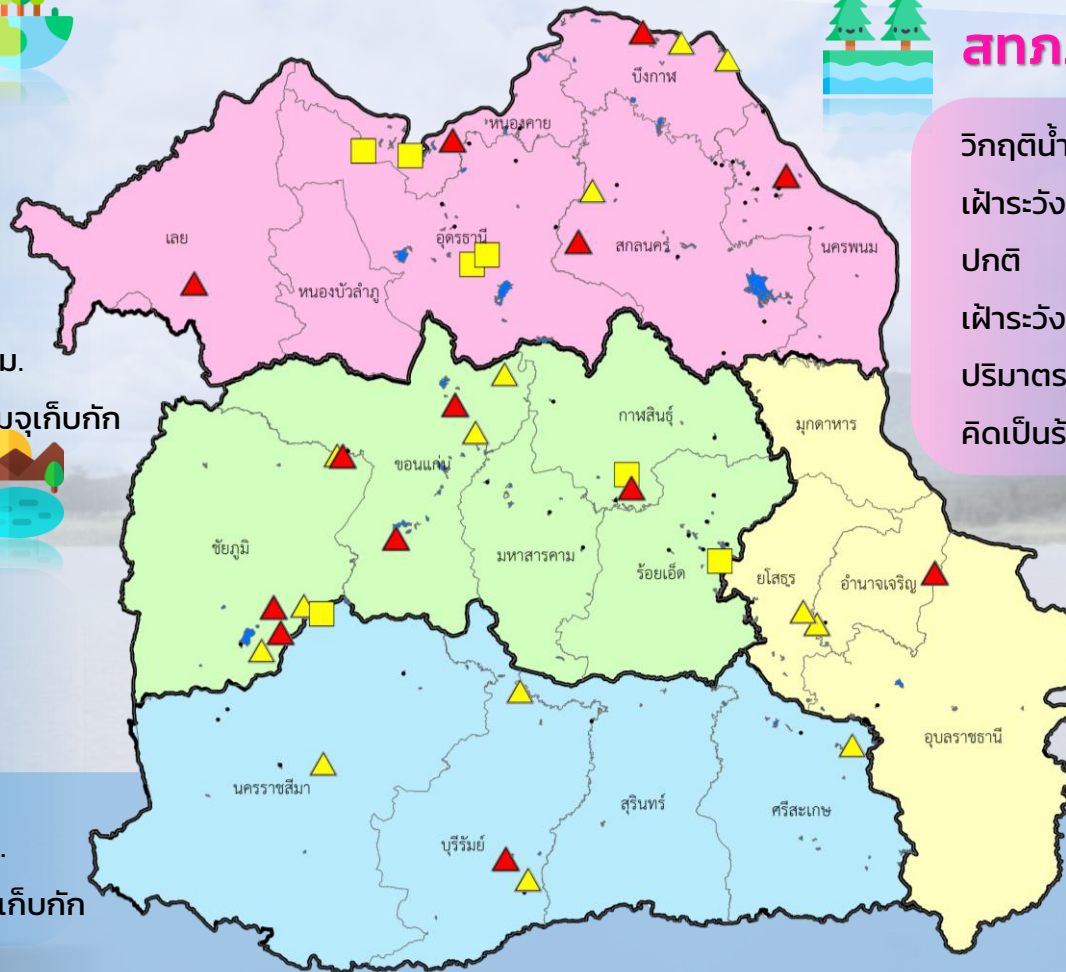 สทภ
วิกฤติน้ำ
เฝ้าระวัง
ปกติ
เฝ้าระวัง
ปริมาตร
คิดเป็นร้
ม.
มจุเก็บกัก
.
เก็บกัก
บึงกาฬ
หนองคาย
เลย
อุดรธานี
สกลนคร
นครพนม
หนองบัวลำภู
กาฬสินธุ์
มุกดาหาร
ขอนแก่น
ชัยภูมิ
มหาสารคาม
ร้อยเอ็ด
ยโสธร
อำนาจเจริญ
อุบลราชธานี
นครราชสีมา
สุรินทร์
ศรีสะเกษ
บุรีรัมย์